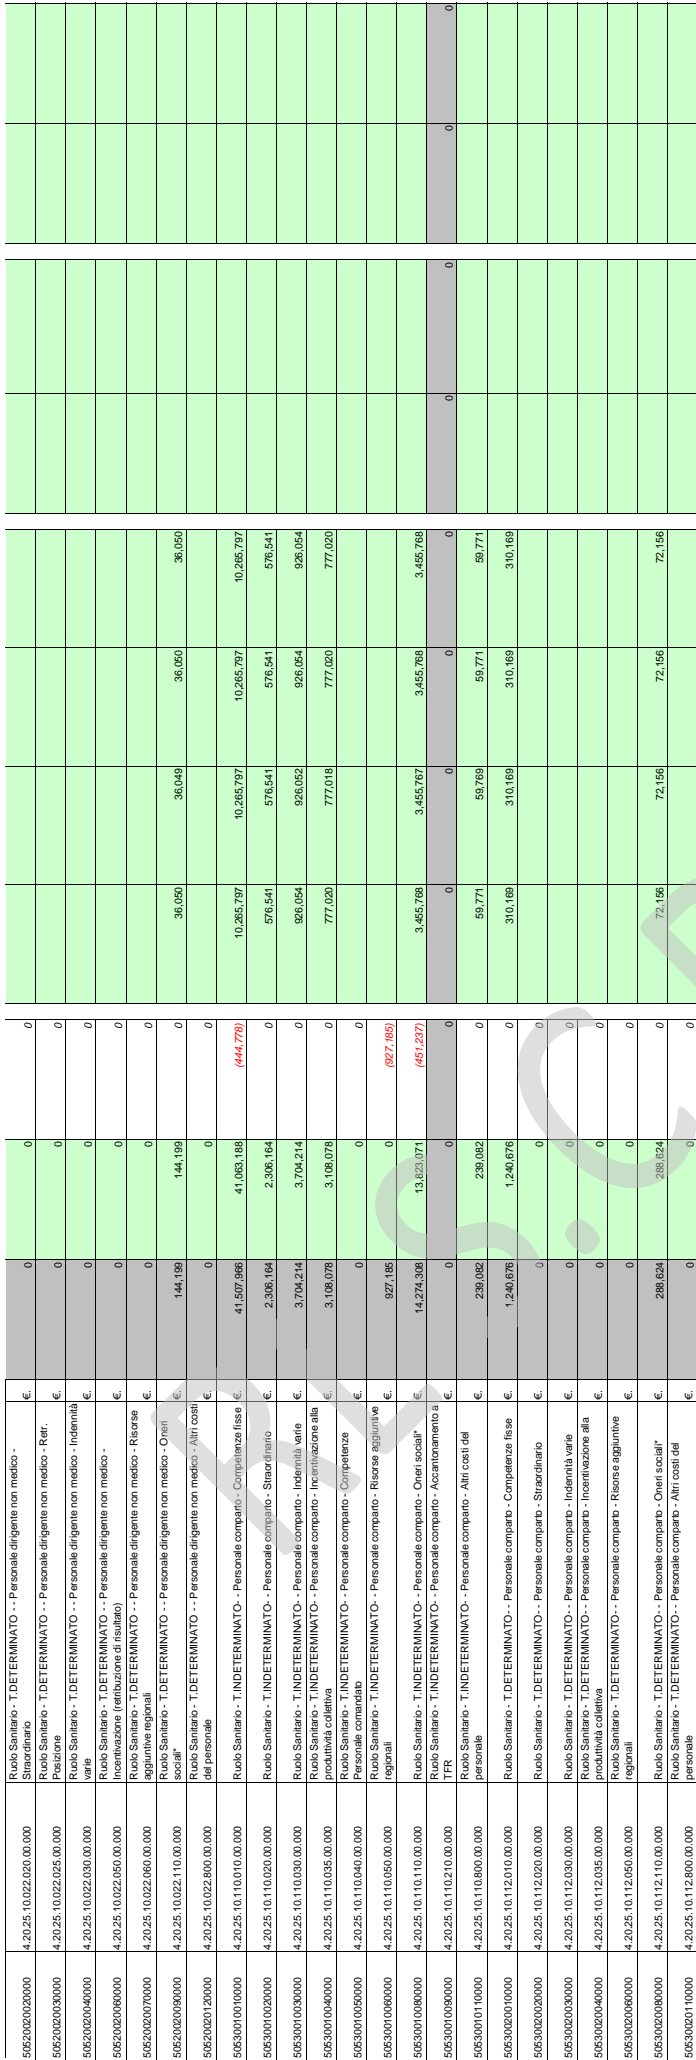 50520020020000 4.20.25.10.022.020.00.000 Ruolo Sanitario - T.DETERMINATO - - Personale dirigente non medico - Straordinario €. 0 0 0
50520020030000 4.20.25.10.022.025.00.000 Ruolo Sanitario - T.DETERMINATO - - Personale dirigente non medico - Retr. Posizione €. 0 0 0
50520020040000 4.20.25.10.022.030.00.000 Ruolo Sanitario - T.DETERMINATO - - Personale dirigente non medico - Indennità varie €. 0 0 0
50520020060000 4.20.25.10.022.050.00.000 Ruolo Sanitario - T.DETERMINATO - - Personale dirigente non medico - Incentivazione (retribuzione di risultato) €. 0 0 0
50520020070000 4.20.25.10.022.060.00.000 Ruolo Sanitario - T.DETERMINATO - - Personale dirigente non medico - Risorse aggiuntive regionali €. 0 0 0
50520020090000 4.20.25.10.022.110.00.000 Ruolo Sanitario - T.DETERMINATO - - Personale dirigente non medico - Oneri sociali* €. 144,199 144,199 0 36,050 36,049 36,050 36,050
50520020120000 4.20.25.10.022.800.00.000 Ruolo Sanitario - T.DETERMINATO - - Personale dirigente non medico - Altri costi del personale €. 0 0 0
50530010010000 4.20.25.10.110.010.00.000 Ruolo Sanitario - T.INDETERMINATO- - Personale comparto - Competenze fisse €. 41,507,966 41,063,188 (444,778) 10,265,797 10,265,797 10,265,797 10,265,797
50530010020000 4.20.25.10.110.020.00.000 Ruolo Sanitario - T.INDETERMINATO- - Personale comparto - Straordinario €. 2,306,164 2,306,164 0 576,541 576,541 576,541 576,541
50530010030000 4.20.25.10.110.030.00.000 Ruolo Sanitario - T.INDETERMINATO- - Personale comparto - Indennità varie €. 3,704,214 3,704,214 0 926,054 926,052 926,054 926,054
50530010040000 4.20.25.10.110.035.00.000 Ruolo Sanitario - T.INDETERMINATO- - Personale comparto - Incentivazione alla produttività collettiva €. 3,108,078 3,108,078 0 777,020 777,018 777,020 777,020
50530010050000 4.20.25.10.110.040.00.000 Ruolo Sanitario - T.INDETERMINATO- - Personale comparto - Competenze Personale comandato €. 0 0 0
50530010060000 4.20.25.10.110.050.00.000 Ruolo Sanitario - T.INDETERMINATO- - Personale comparto - Risorse aggiuntive regionali €. 927,185 (927,185)
50530010080000 4.20.25.10.110.110.00.000 Ruolo Sanitario - T.INDETERMINATO- - Personale comparto - Oneri sociali* €. 14,274,308 13,823,071 (451,237) 3,455,768 3,455,767 3,455,768 3,455,768
50530010090000 4.20.25.10.110.210.00.000 Ruolo Sanitario - T.INDETERMINATO- - Personale comparto - Accantonamento a TFR €. 0 0 0 0 0 0 0 0 0 0 0
50530010110000 4.20.25.10.110.800.00.000 Ruolo Sanitario - T.INDETERMINATO- - Personale comparto - Altri costi del personale €. 239,082 239,082 0 59,771 59,769 59,771 59,771
50530020010000 4.20.25.10.112.010.00.000 Ruolo Sanitario - T.DETERMINATO- - Personale comparto - Competenze fisse €. 1,240,676 1,240,676 0 310,169 310,169 310,169 310,169
50530020020000 4.20.25.10.112.020.00.000 Ruolo Sanitario - T.DETERMINATO- - Personale comparto - Straordinario €. 0 0 0
50530020030000 4.20.25.10.112.030.00.000 Ruolo Sanitario - T.DETERMINATO- - Personale comparto - Indennità varie €. 0 0 0
50530020040000 4.20.25.10.112.035.00.000 Ruolo Sanitario - T.DETERMINATO- - Personale comparto - Incentivazione alla produttività collettiva €. 0 0 0
50530020060000 4.20.25.10.112.050.00.000 Ruolo Sanitario - T.DETERMINATO- - Personale comparto - Risorse aggiuntive regionali €. 0 0 0
50530020080000 4.20.25.10.112.110.00.000 Ruolo Sanitario - T.DETERMINATO- - Personale comparto - Oneri sociali* €. 288,624 288,624 0 72,156 72,156 72,156 72,156
50530020110000 4.20.25.10.112.800.00.000 Ruolo Sanitario - T.DETERMINATO- - Personale comparto - Altri costi del personale €. 0 0 0